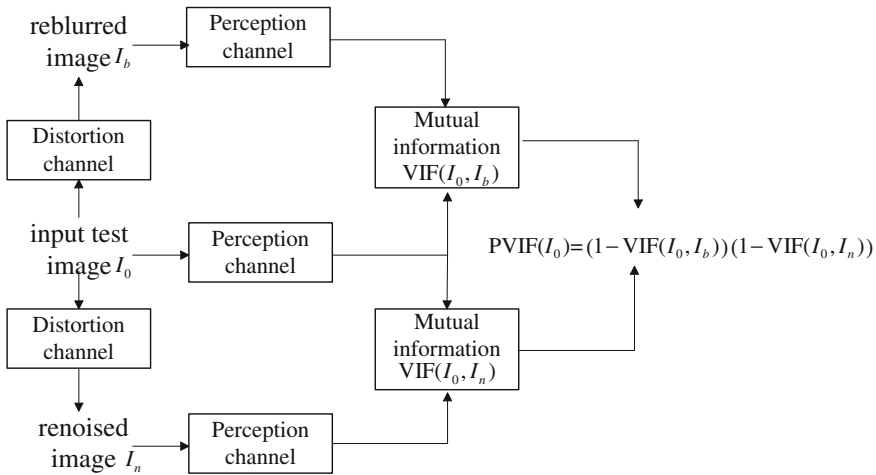 reblurred
image I_b
Perception
channel
Distortion
channel
Mutual
information
VIF(I_0, I_b)
input test
image I_0
Perception
channel
PVIF(I_0)=(1−VIF(I_0, I_b))(1−VIF(I_0, I_n))
Distortion
channel
Mutual
information
VIF(I_0, I_n)
renoised
image I_n
Perception
channel